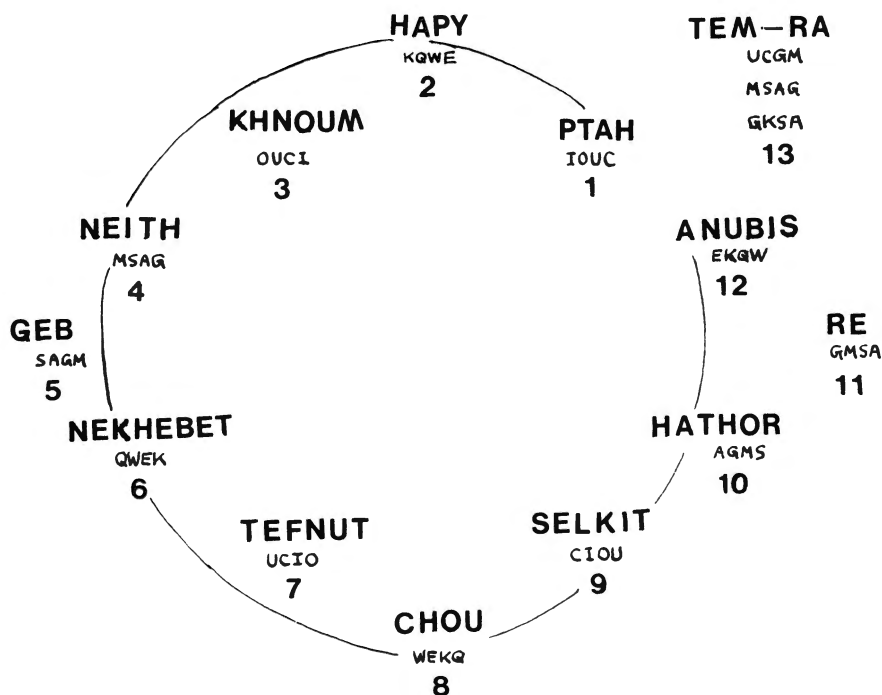 HAPY
KQWE
2
TEM-RA
UCGM
MSAG
GKSA
13
KHNOUM
OUCI
3
PTAH
IOUC
1
NEITH
MSAG
4
ANUBIS
EKQW
12
GEB
SAGM
5
RE
GMSA
11
NEKHEBET
QWEK
6
HATHOR
AGMS
10
TEFNUT
UCIO
7
SELKIT
CIOU
9
CHOU
WEKQ
8